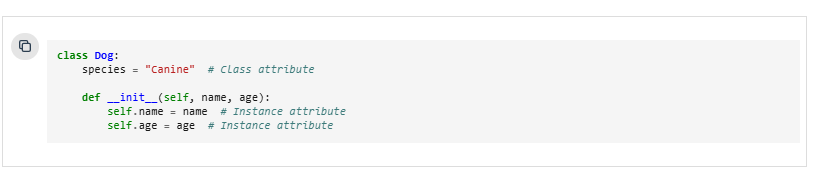 class Dog:
    species = "Canine"  # Class attribute
    def __init__(self, name, age):
        self.name = name  # Instance attribute
        self.age = age  # Instance attribute